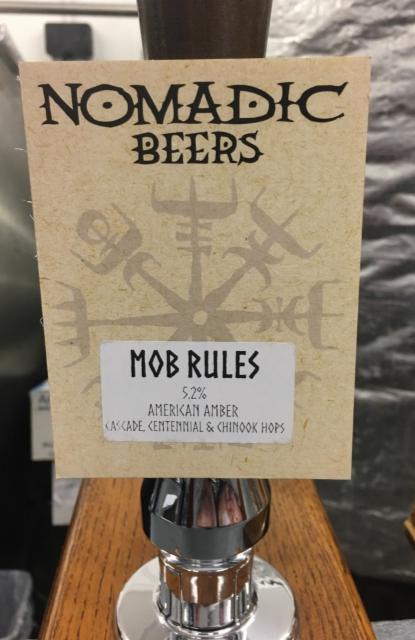 NOMADIC
BEERS
MOB RULES
5.2%
AMERICAN AMBER
CASCADE, CENTENNIAL & CHINOOK HOPS